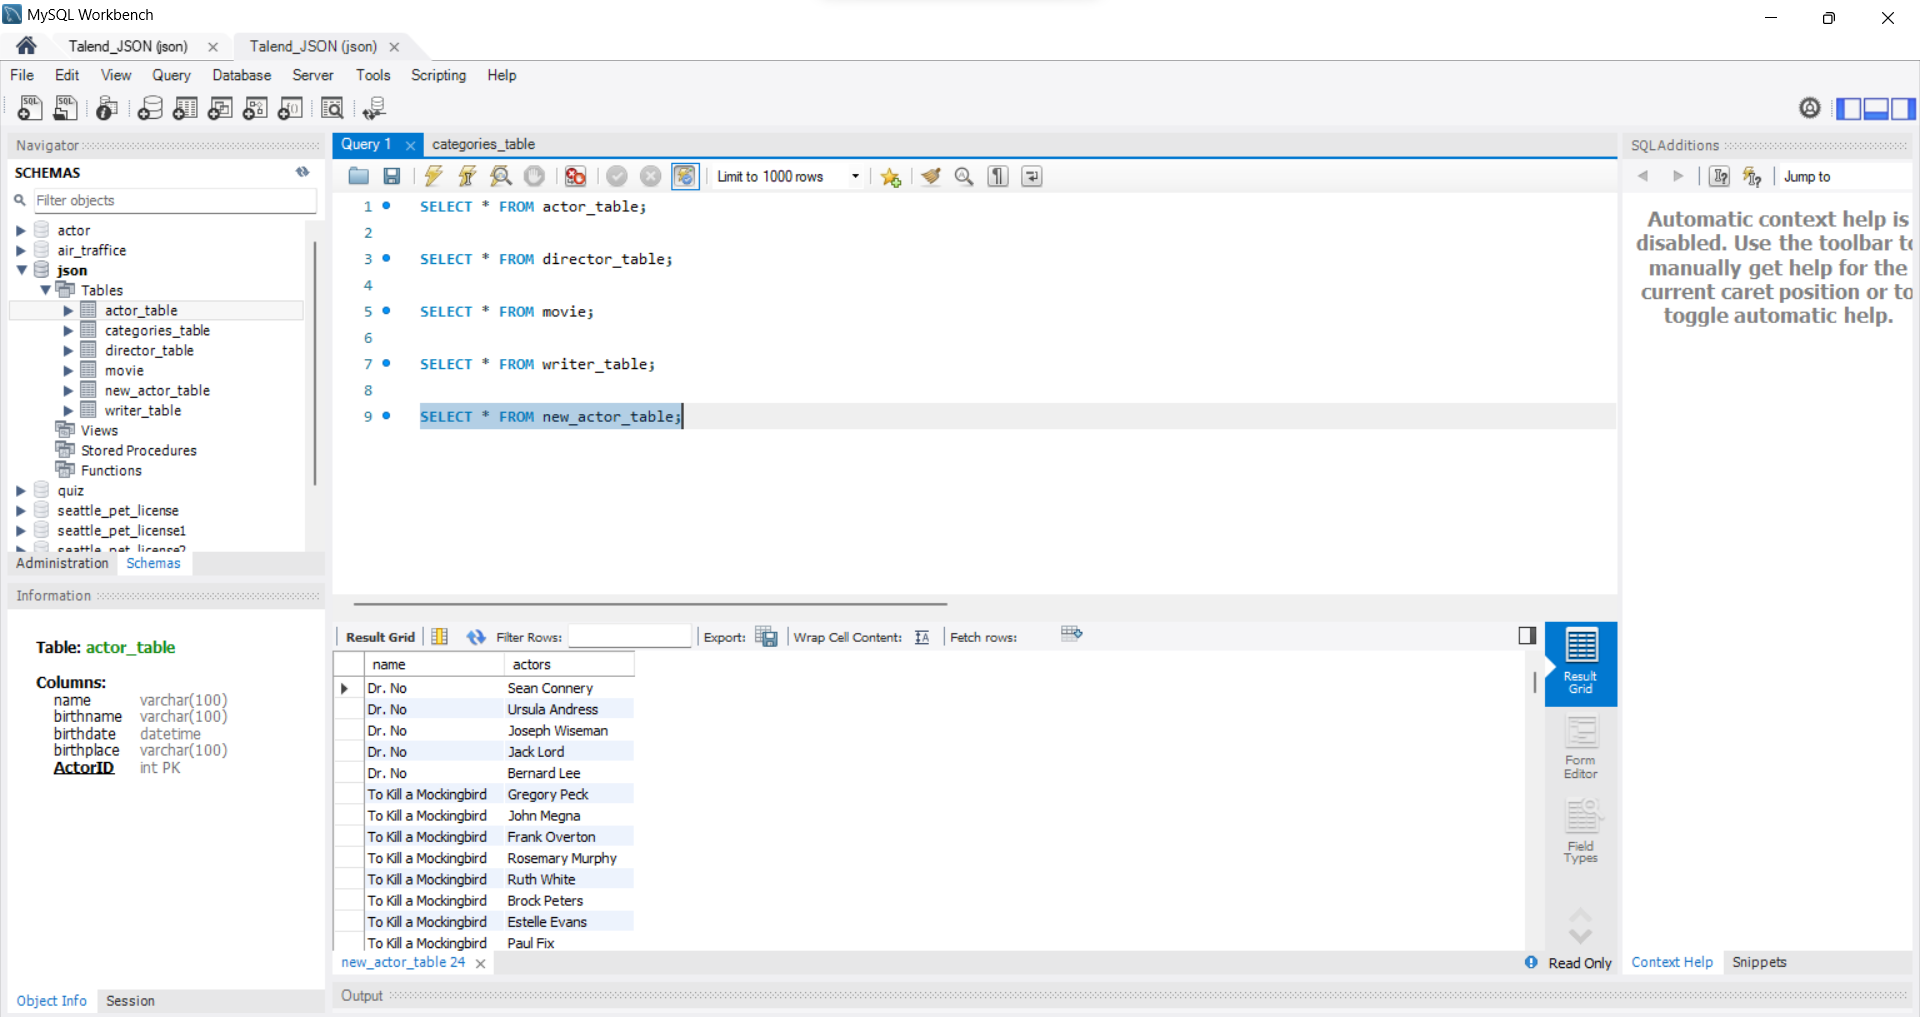 MySQL Workbench
Talend_JSON (json)
Talend_JSON (json)
File Edit View Query Database Server Tools Scripting Help
Navigator
SCHEMAS
Filter objects
actor
air_traffice
json
Tables
actor_table
categories_table
director_table
movie
new_actor_table
writer_table
Views
Stored Procedures
Functions
quiz
seattle_pet_license
seattle_pet_license1
seattle_pet_license2
Administration Schemas
Information
Table: actor_table
Columns:
name varchar(100)
birthname varchar(100)
birthdate datetime
birthplace varchar(100)
ActorID int PK
Object Info Session
Query 1 categories_table
Limit to 1000 rows
1 SELECT * FROM actor_table;
2
3 SELECT * FROM director_table;
4
5 SELECT * FROM movie;
6
7 SELECT * FROM writer_table;
8
9 SELECT * FROM new_actor_table;
Result Grid Filter Rows: Export: Wrap Cell Content: Fetch rows:
name actors
Dr. No Sean Connery
Dr. No Ursula Andress
Dr. No Joseph Wiseman
Dr. No Jack Lord
Dr. No Bernard Lee
To Kill a Mockingbird Gregory Peck
To Kill a Mockingbird John Megna
To Kill a Mockingbird Frank Overton
To Kill a Mockingbird Rosemary Murphy
To Kill a Mockingbird Ruth White
To Kill a Mockingbird Brock Peters
To Kill a Mockingbird Estelle Evans
To Kill a Mockingbird Paul Fix
Result
Grid
Form
Editor
Field
Types
new_actor_table 24
Read Only
Output
SQLAdditions
Jump to
Automatic context help is
disabled. Use the toolbar to
manually get help for the
current caret position or to
toggle automatic help.
Context Help Snippets